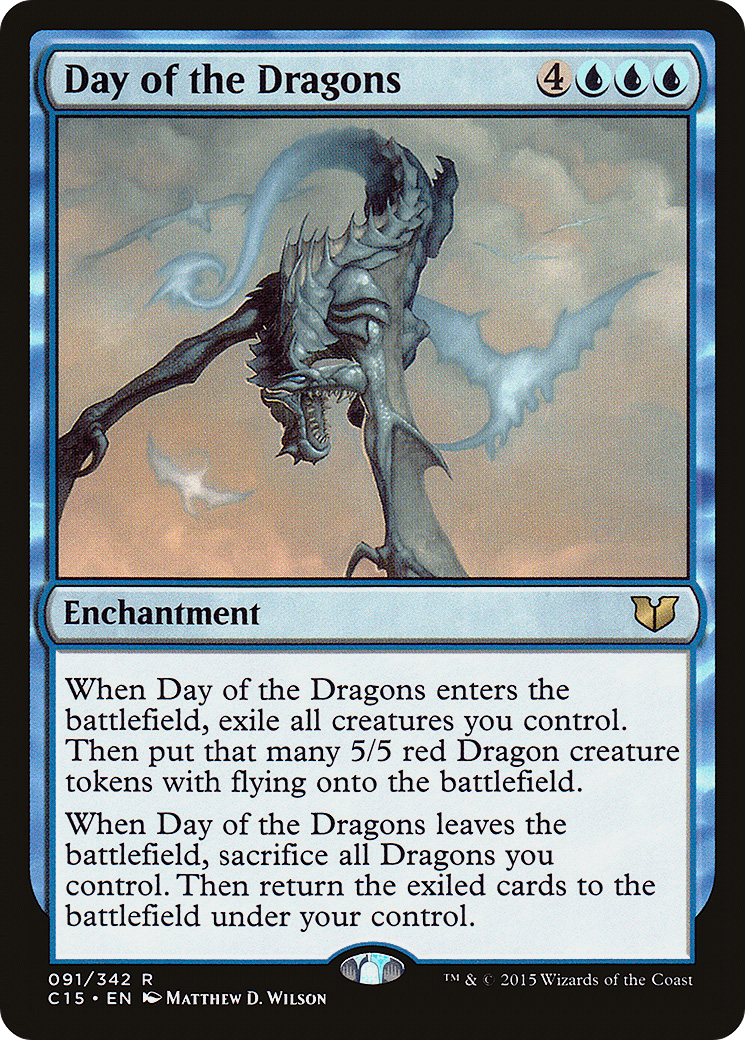 Day of the Dragons 4
Enchantment
When Day of the Dragons enters the
battlefield, exile all creatures you control.
Then put that many 5/5 red Dragon creature
tokens with flying onto the battlefield.
When Day of the Dragons leaves the
battlefield, sacrifice all Dragons you
control. Then return the exiled cards to the
battlefield under your control.
091/342 R
C15 • EN Matthew D. Wilson
™ & © 2015 Wizards of the Coast